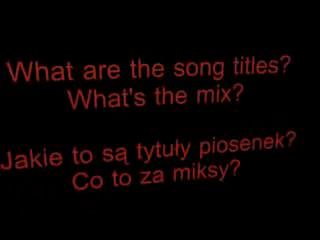 What are the song titles?
What's the mix?
Jakie to są tytuły piosenek?
Co to za miksy?